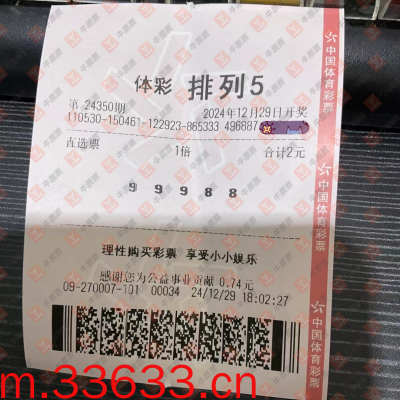 体彩 排列5
第 24350期 2024年12月29日开奖
110530-150461-122923-865333 496887
直选票 1倍 合计2元
9 9 9 8 8
理性购买彩票 享受小小娱乐
感谢您为公益事业贡献 0.74元
09-270007-101 00034 24/12/29 18:02:27
中国体育彩票
中国体育彩票
中国体育彩票
m.33633.cn